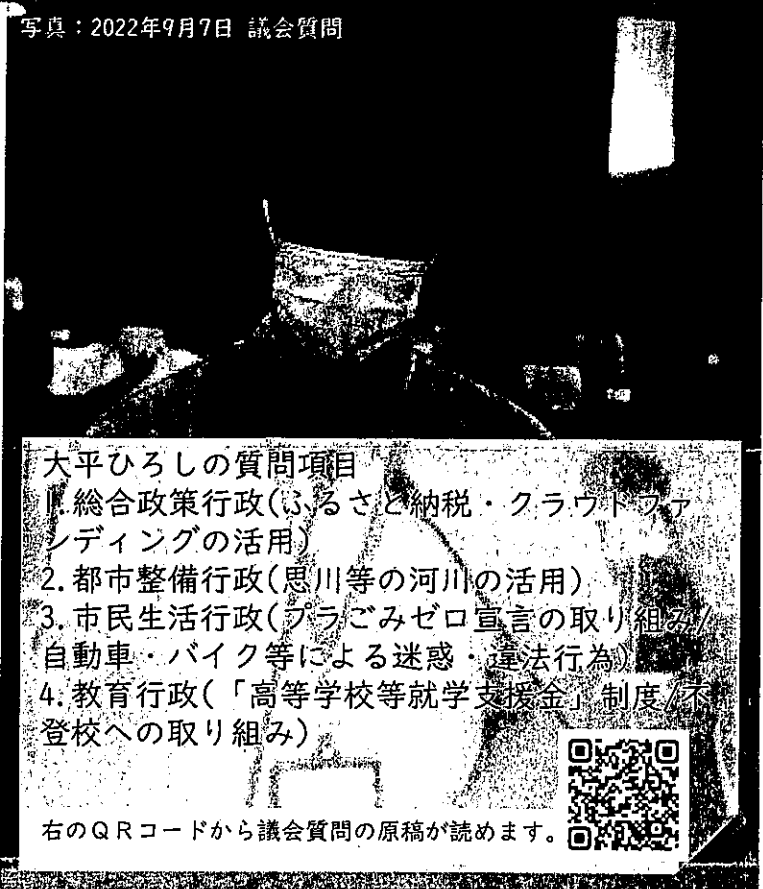 写真：2022年9月7日 議会質問
大平ひろしの質問項目
1.総合政策行政(ふるさと納税・クラウドファ
ンディングの活用)
2.都市整備行政(思川等の河川の活用)
3.市民生活行政(プラごみゼロ宣言の取り組み/
自動車・バイク等による迷惑・違法行為)
4.教育行政(「高等学校等就学支援金」制度/不
登校への取り組み)
右のQRコードから議会質問の原稿が読めます。